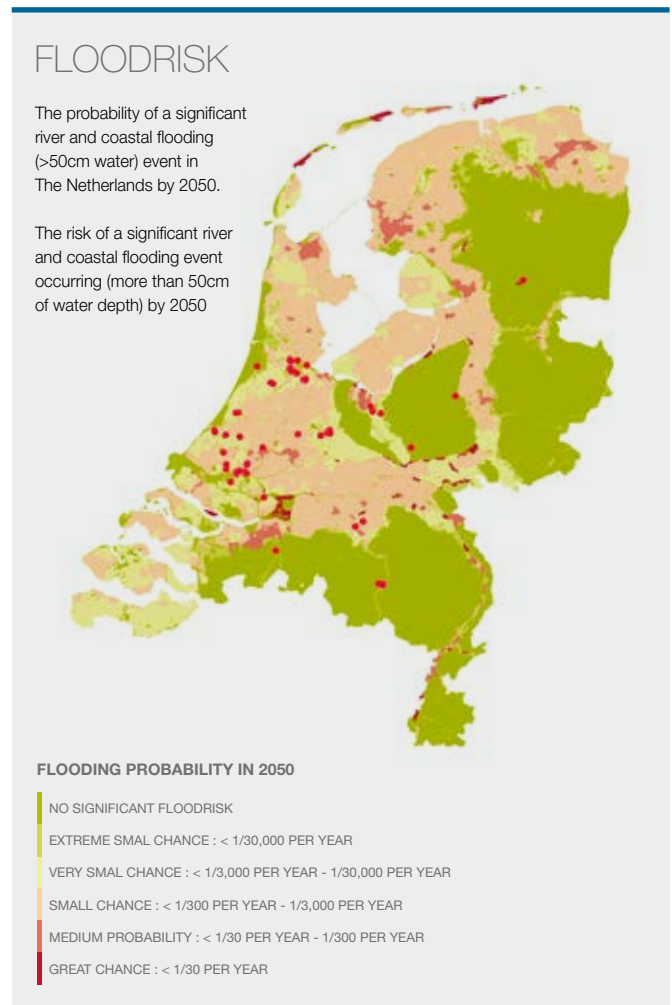 FLOODRISK
The probability of a significant
river and coastal flooding
(>50cm water) event in
The Netherlands by 2050.
The risk of a significant river
and coastal flooding event
occurring (more than 50cm
of water depth) by 2050
FLOODING PROBABILITY IN 2050
NO SIGNIFICANT FLOODRISK
EXTREME SMAL CHANCE : < 1/30,000 PER YEAR
VERY SMAL CHANCE : < 1/3,000 PER YEAR - 1/30,000 PER YEAR
SMALL CHANCE : < 1/300 PER YEAR - 1/3,000 PER YEAR
MEDIUM PROBABILITY : < 1/30 PER YEAR - 1/300 PER YEAR
GREAT CHANCE : < 1/30 PER YEAR